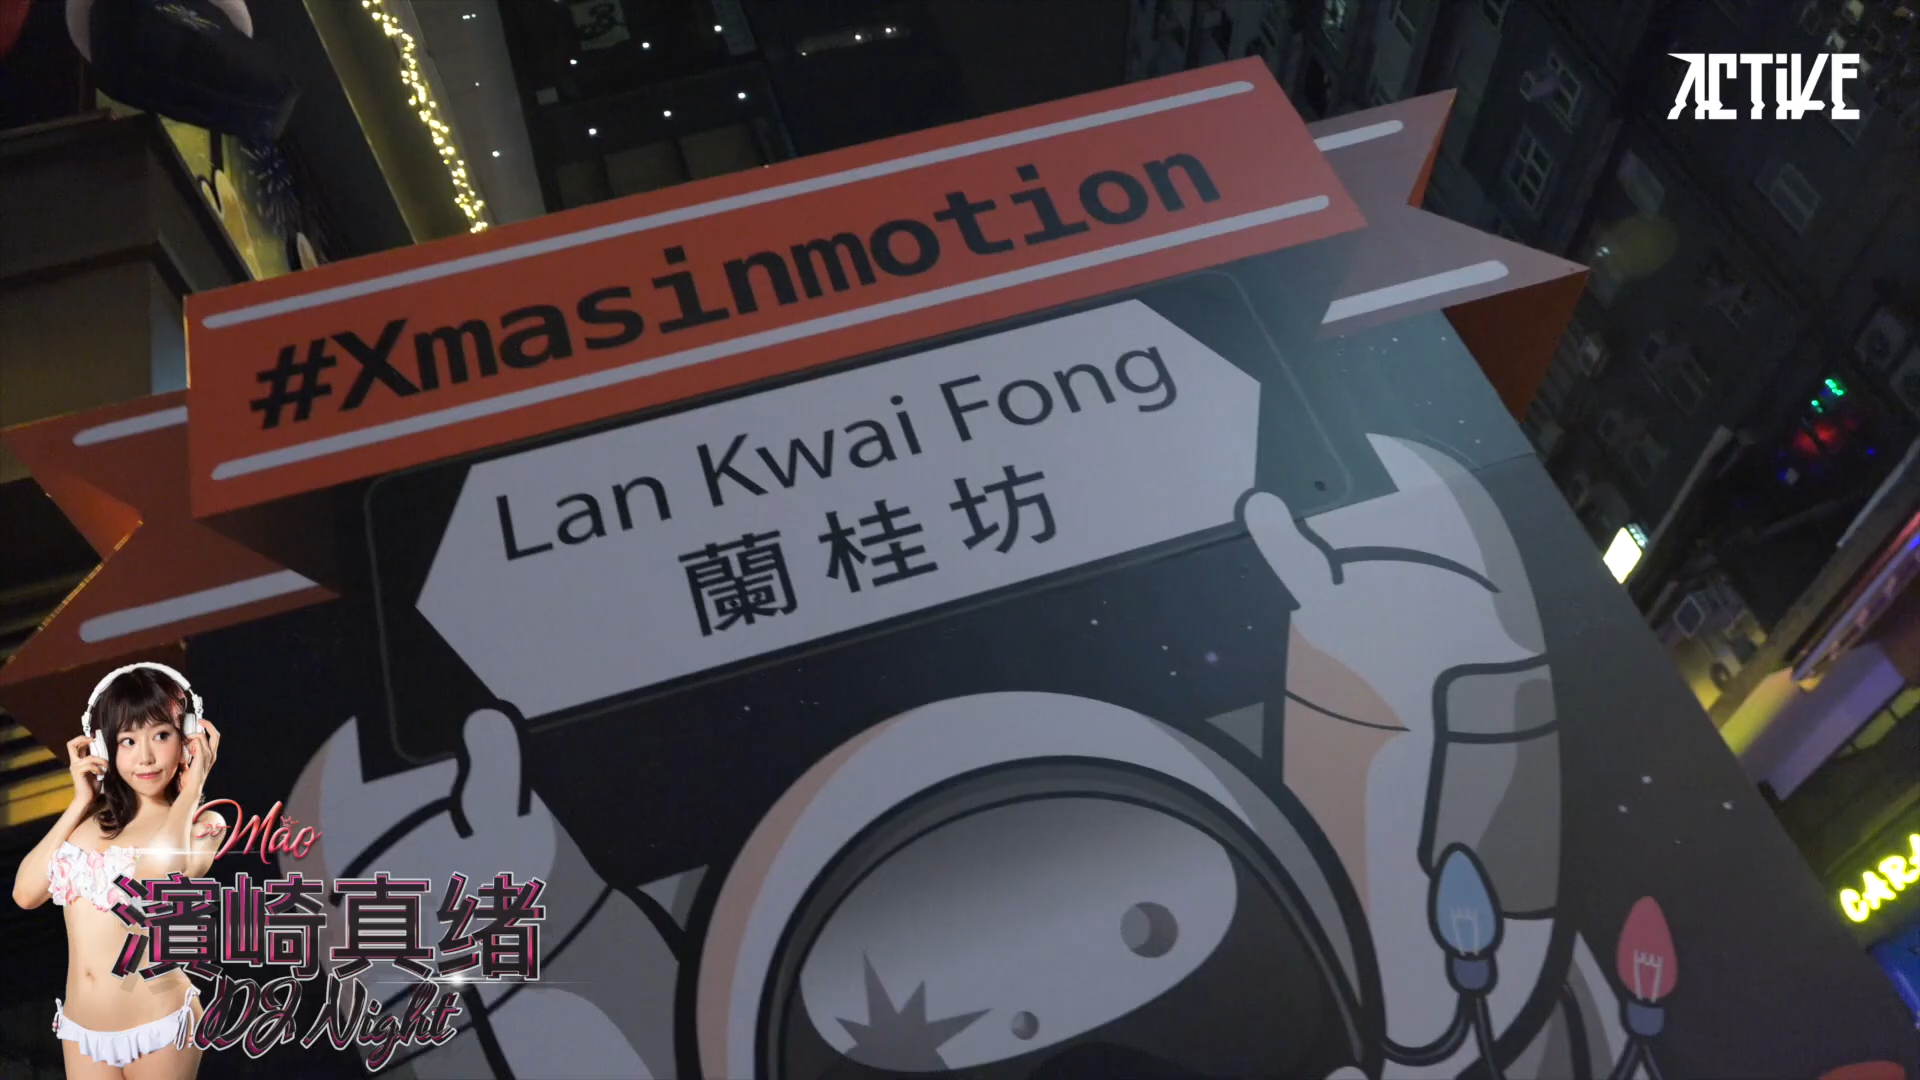 ACTIVE
#Xmasinmotion
Lan Kwai Fong
蘭桂坊
Mao
濱崎真緒
DJ Night